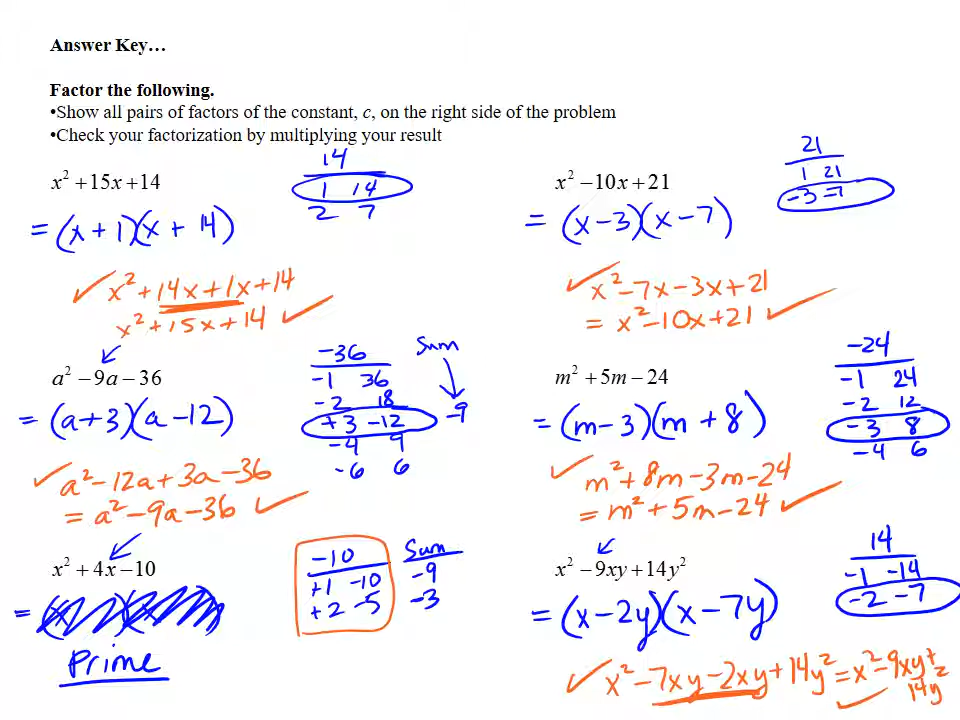 Answer Key…
Factor the following.
•Show all pairs of factors of the constant, c, on the right side of the problem
•Check your factorization by multiplying your result
x² + 15x + 14
14
1 14
2 7
= (x + 1)(x + 14)
✓ x² + 14x + 1x + 14
x² + 15x + 14 ✓
x² − 10x + 21
21
1 21
−3 −7
= (x − 3)(x − 7)
✓ x² − 7x − 3x + 21
= x² − 10x + 21 ✓
a² − 9a − 36
−36
−1 36
−2 18
+3 −12
−4 9
−6 6
Sum
−9
= (a + 3)(a − 12)
✓ a² − 12a + 3a − 36
= a² − 9a − 36 ✓
m² + 5m − 24
−24
−1 24
−2 12
−3 8
−4 6
= (m − 3)(m + 8)
✓ m² + 8m − 3m − 24
= m² + 5m − 24 ✓
x² + 4x − 10
−10
+1 −10
+2 −5
Sum
−9
−3
= (x
Prime
x² − 9xy + 14y²
14
−1 −14
−2 −7
= (x − 2y)(x − 7y)
✓ x² − 7xy − 2xy + 14y² = x² − 9xy +
14y² ✓